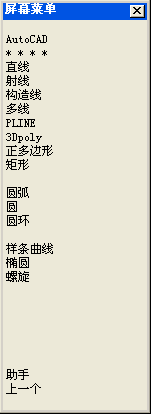 屏幕菜单
AutoCAD
* * * *
直线
射线
构造线
多线
PLINE
3Dpoly
正多边形
矩形
圆弧
圆
圆环
样条曲线
椭圆
螺旋
助手
上一个